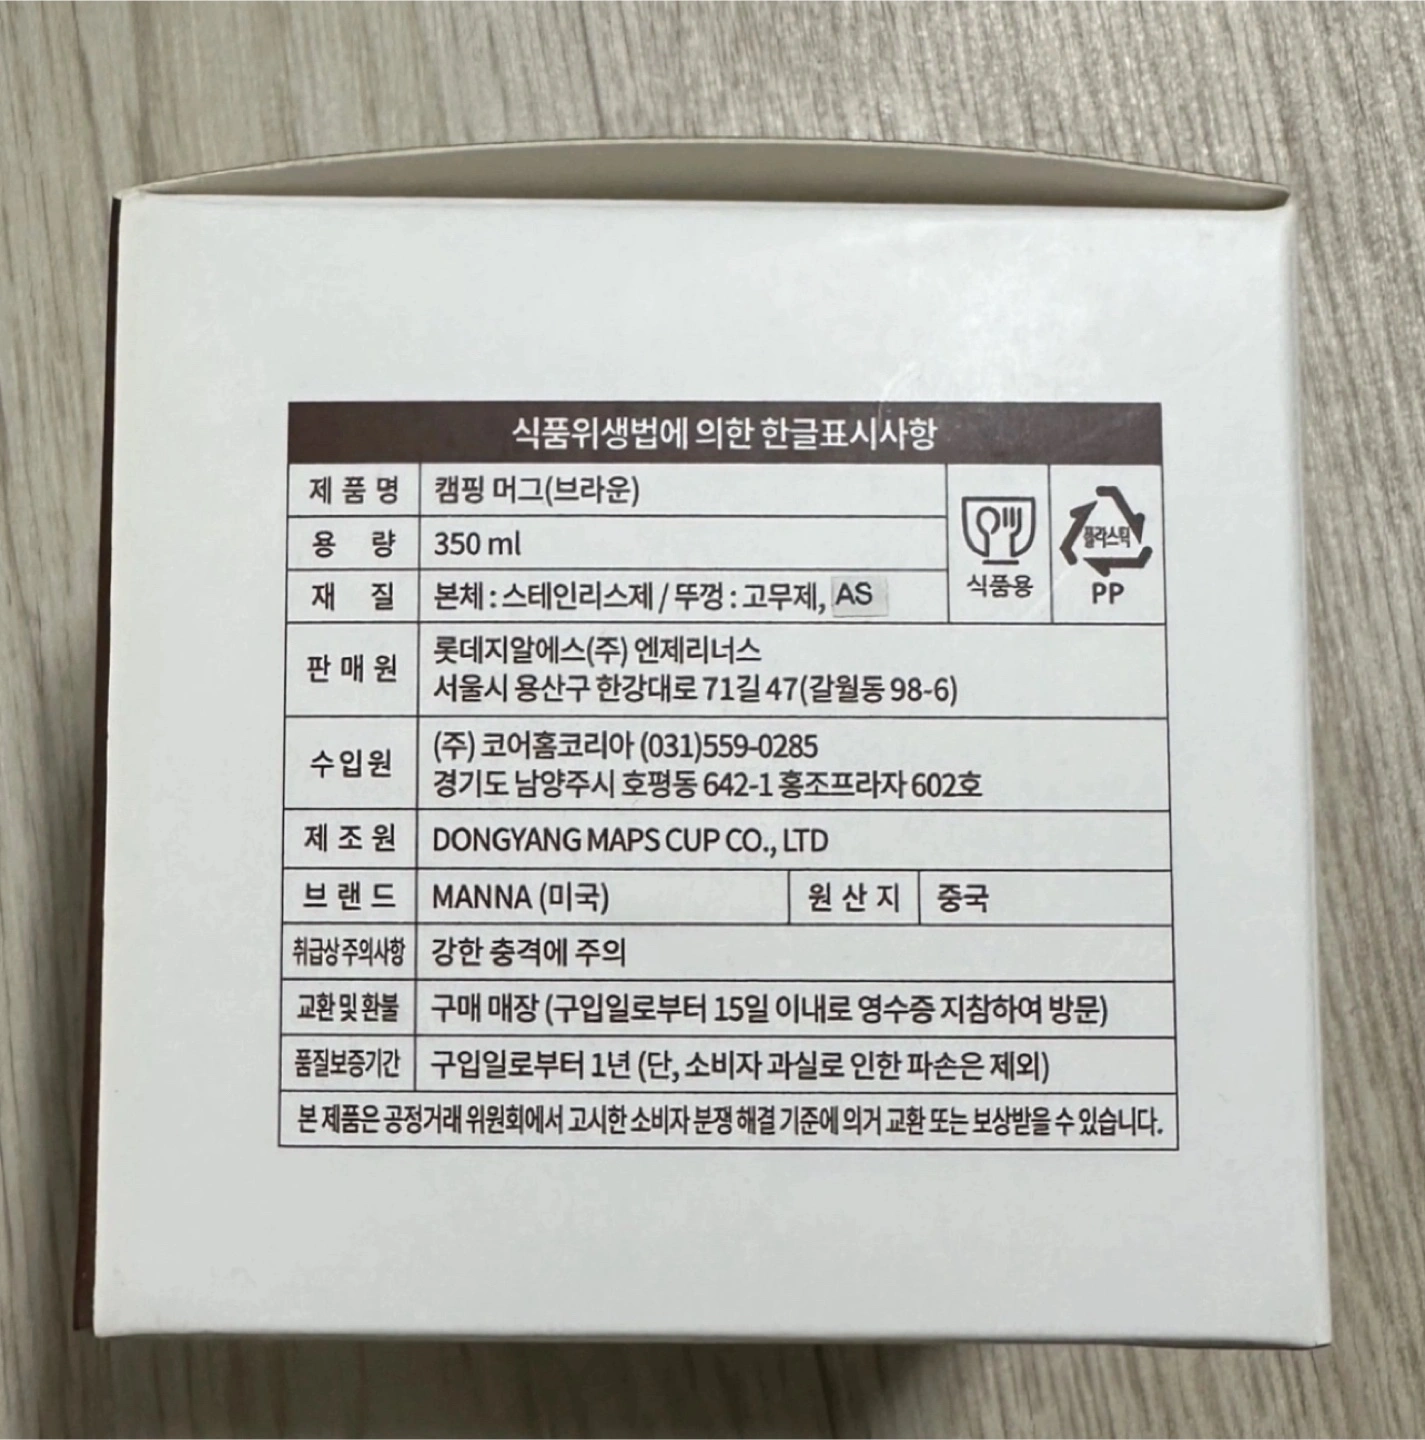 식품위생법에 의한 한글표시사항
제품명 캠핑 머그(브라운)
용량 350 ml
재질 본체 : 스테인리스제 / 뚜껑 : 고무제, AS
식품용
플라스틱
PP
판매원 롯데지알에스(주) 엔제리너스
서울시 용산구 한강대로 71길 47(갈월동 98-6)
수입원 (주) 코어홈코리아 (031)559-0285
경기도 남양주시 호평동 642-1 홍조프라자 602호
제조원 DONGYANG MAPS CUP CO., LTD
브랜드 MANNA (미국) 원산지 중국
취급상 주의사항 강한 충격에 주의
교환 및 환불 구매 매장 (구입일로부터 15일 이내로 영수증 지참하여 방문)
품질보증기간 구입일로부터 1년 (단, 소비자 과실로 인한 파손은 제외)
본 제품은 공정거래 위원회에서 고시한 소비자 분쟁 해결 기준에 의거 교환 또는 보상받을 수 있습니다.